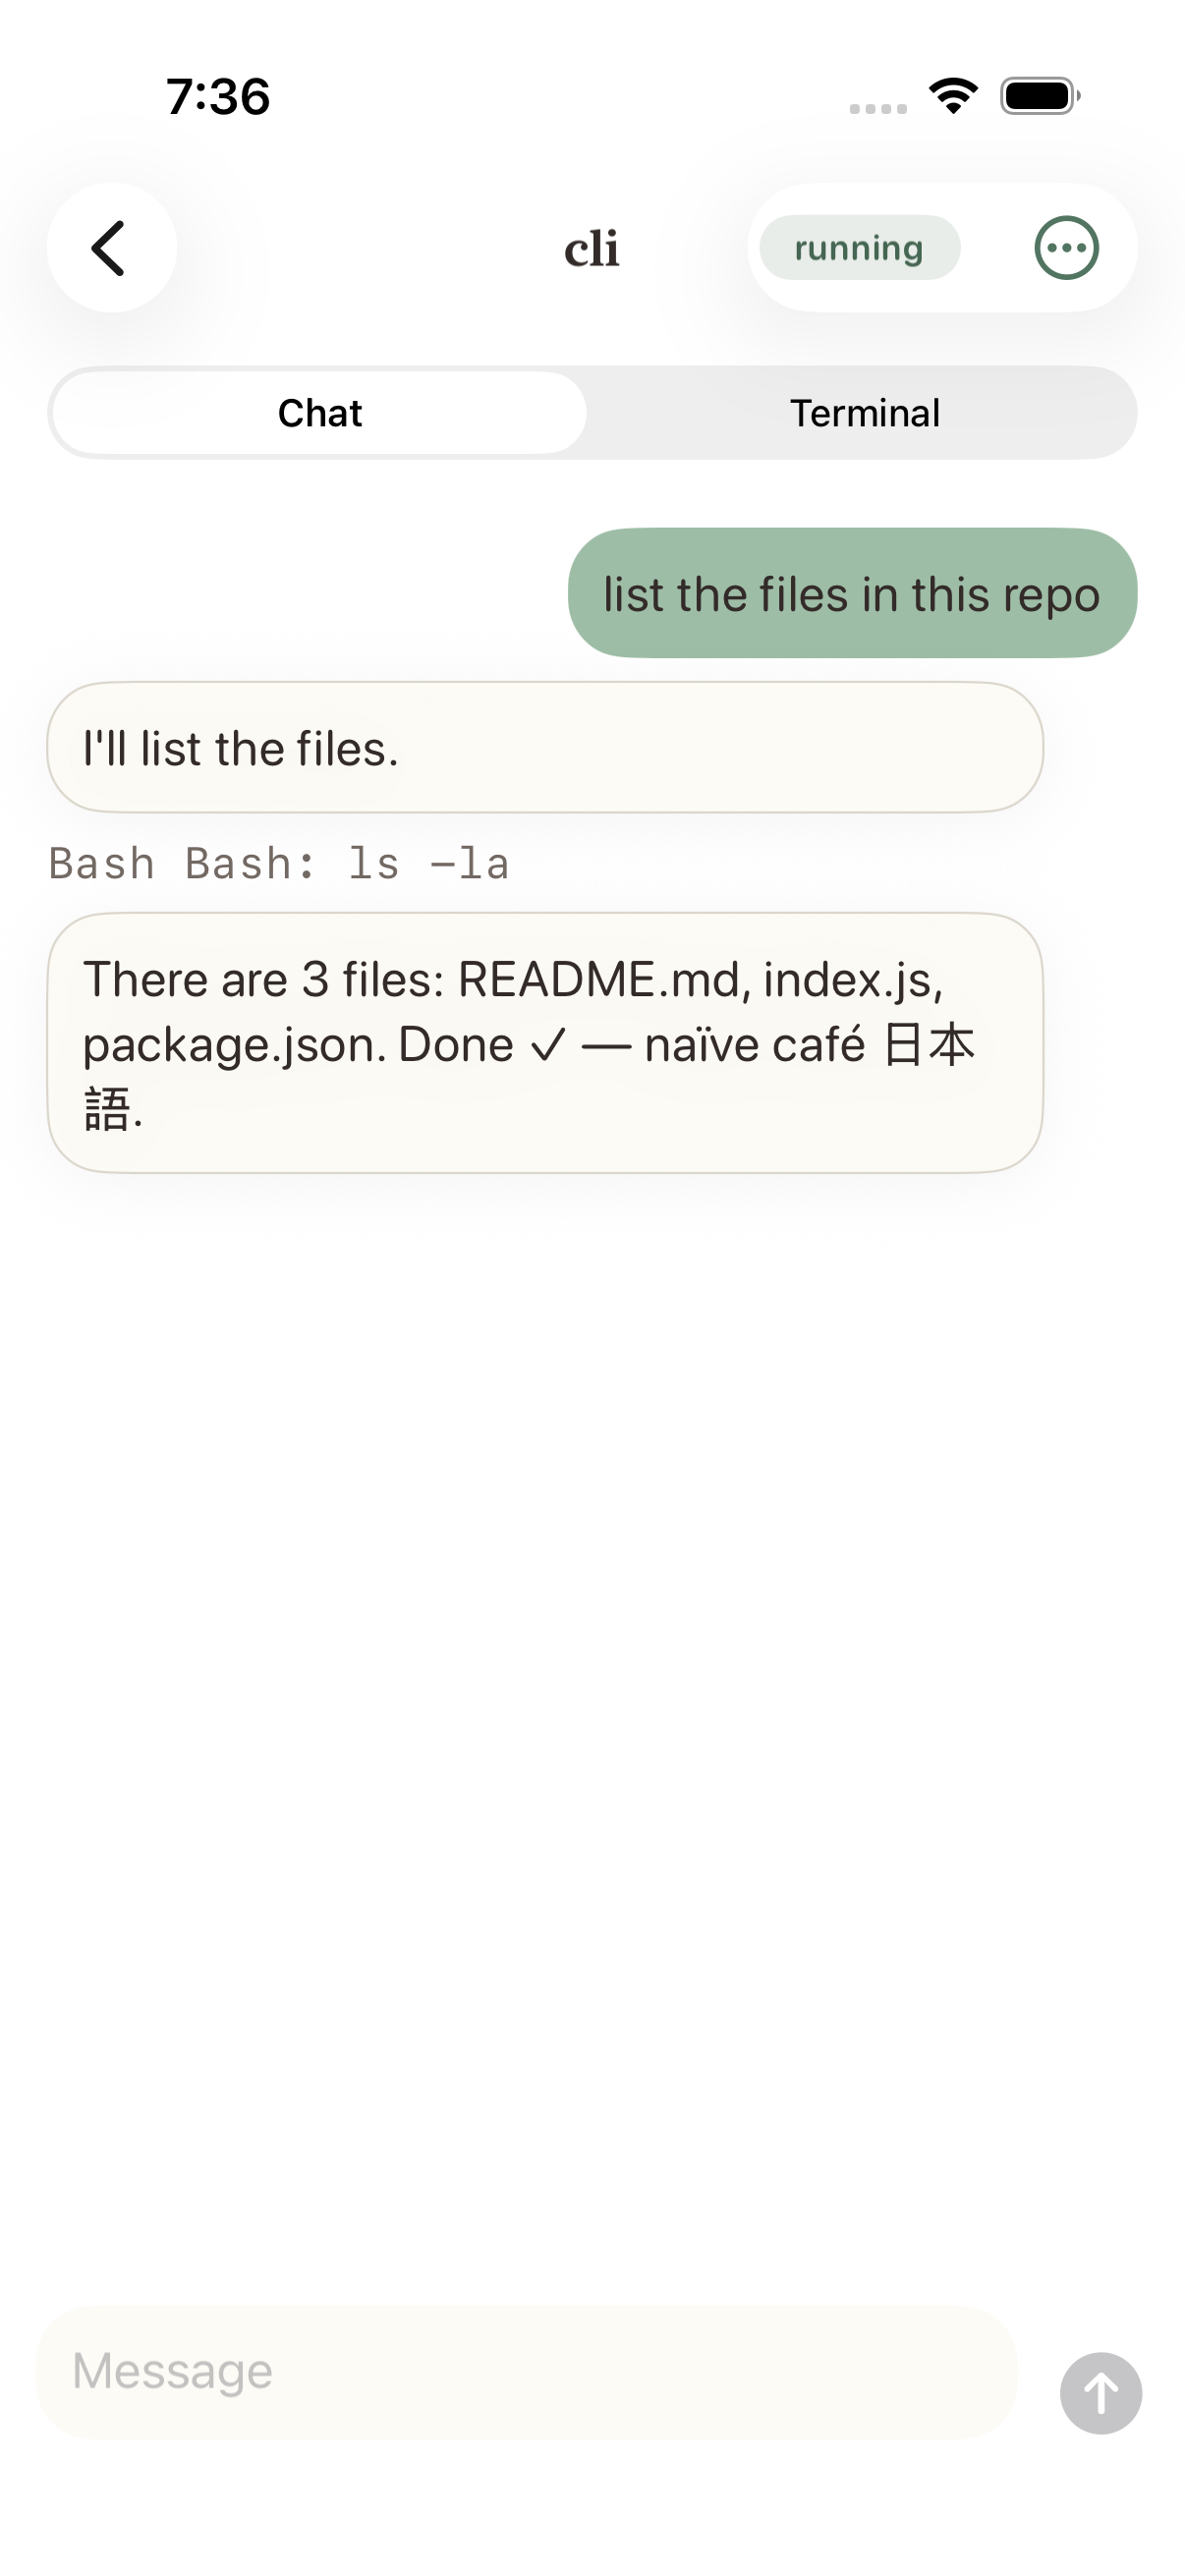 7:36
cli
running
Chat
Terminal
list the files in this repo
I'll list the files.
Bash Bash: ls -la
There are 3 files: README.md, index.js,
package.json. Done ✓ — naïve café 日本
語.
Message